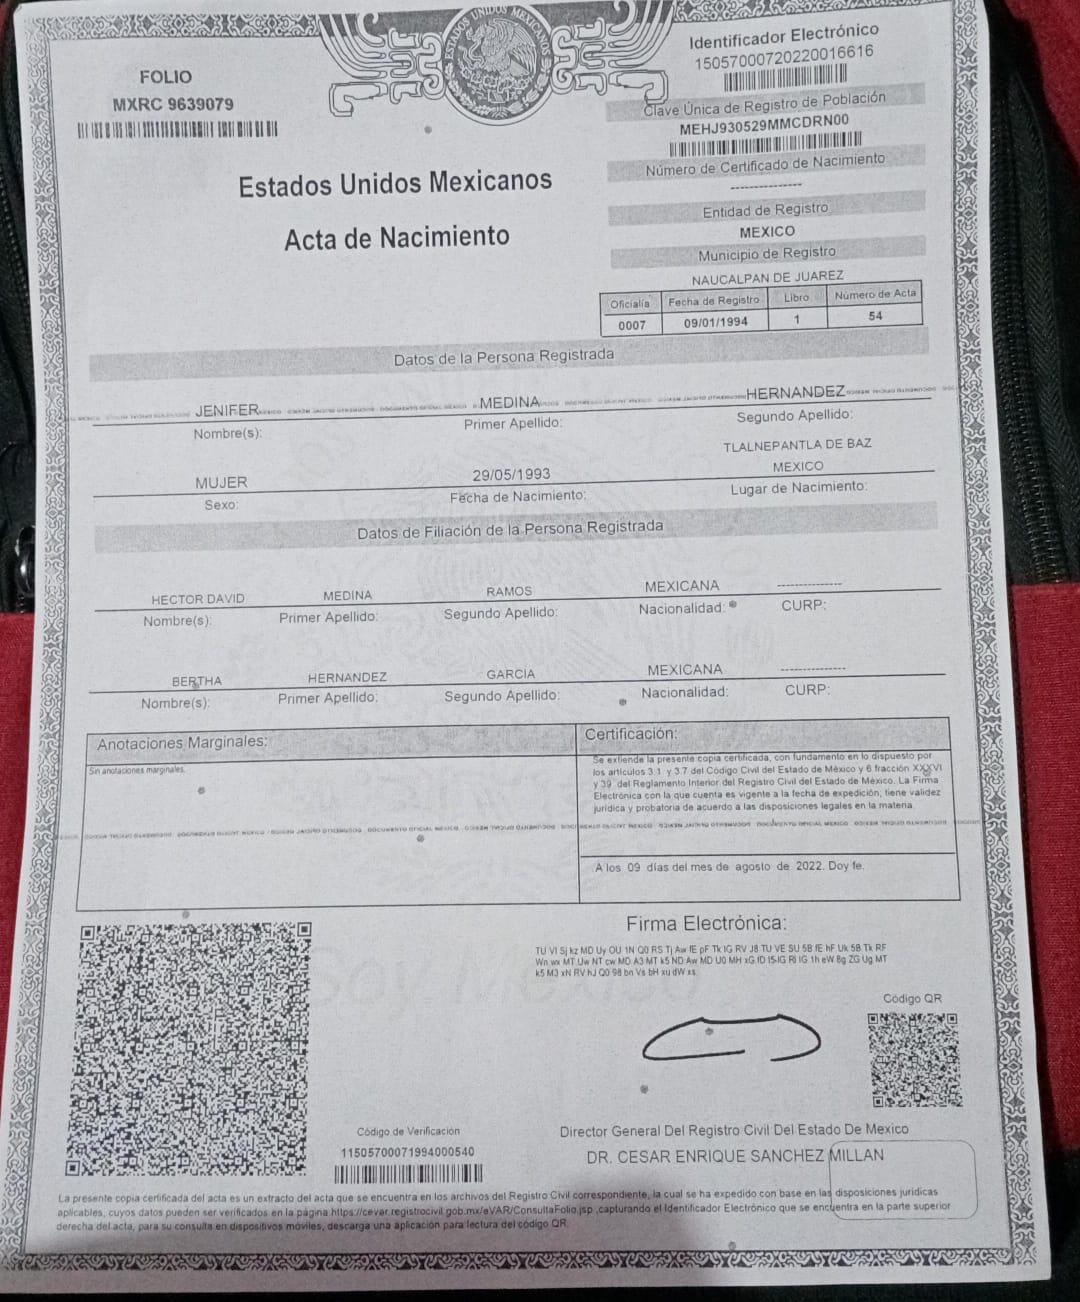 ESTADOS UNIDOS MEXICANOS
FOLIO
MXRC 9639079
Identificador Electrónico
15057000720220016616
Clave Única de Registro de Población
MEHJ930529MMCDRN00
Número de Certificado de Nacimiento
---------------
Entidad de Registro
MEXICO
Municipio de Registro
NAUCALPAN DE JUAREZ
Estados Unidos Mexicanos
Acta de Nacimiento
Oficialía Fecha de Registro Libro Número de Acta
0007 09/01/1994 1 54
Datos de la Persona Registrada
JENIFER MEDINA HERNANDEZ
Nombre(s): Primer Apellido: Segundo Apellido:
TLALNEPANTLA DE BAZ
MUJER 29/05/1993 MEXICO
Sexo: Fecha de Nacimiento: Lugar de Nacimiento:
Datos de Filiación de la Persona Registrada
HECTOR DAVID MEDINA RAMOS MEXICANA ---------------
Nombre(s): Primer Apellido: Segundo Apellido: Nacionalidad: CURP:
BERTHA HERNANDEZ GARCIA MEXICANA ---------------
Nombre(s): Primer Apellido: Segundo Apellido: Nacionalidad: CURP:
Anotaciones Marginales:
Sin anotaciones marginales.
Certificación:
Se extiende la presente copia certificada, con fundamento en lo dispuesto por
los artículos 3.1 y 3.7 del Código Civil del Estado de México y 6 fracción XXXVI
y 39 del Reglamento Interior del Registro Civil del Estado de México. La Firma
Electrónica con la que cuenta es vigente a la fecha de expedición; tiene validez
jurídica y probatoria de acuerdo a las disposiciones legales en la materia.
A los 09 días del mes de agosto de 2022. Doy fe.
Firma Electrónica:
Soy México
Código QR
Código de Verificación
11505700071994000540
Director General Del Registro Civil Del Estado De Mexico
DR. CESAR ENRIQUE SANCHEZ MILLAN
La presente copia certificada del acta es un extracto del acta que se encuentra en los archivos del Registro Civil correspondiente, la cual se ha expedido con base en las disposiciones jurídicas
aplicables, cuyos datos pueden ser verificados en la página https://cevar.registrocivil.gob.mx/eVAR/ConsultaFolio.jsp ,capturando el Identificador Electrónico que se encuentra en la parte superior
derecha del acta, para su consulta en dispositivos móviles, descarga una aplicación para lectura del código QR.